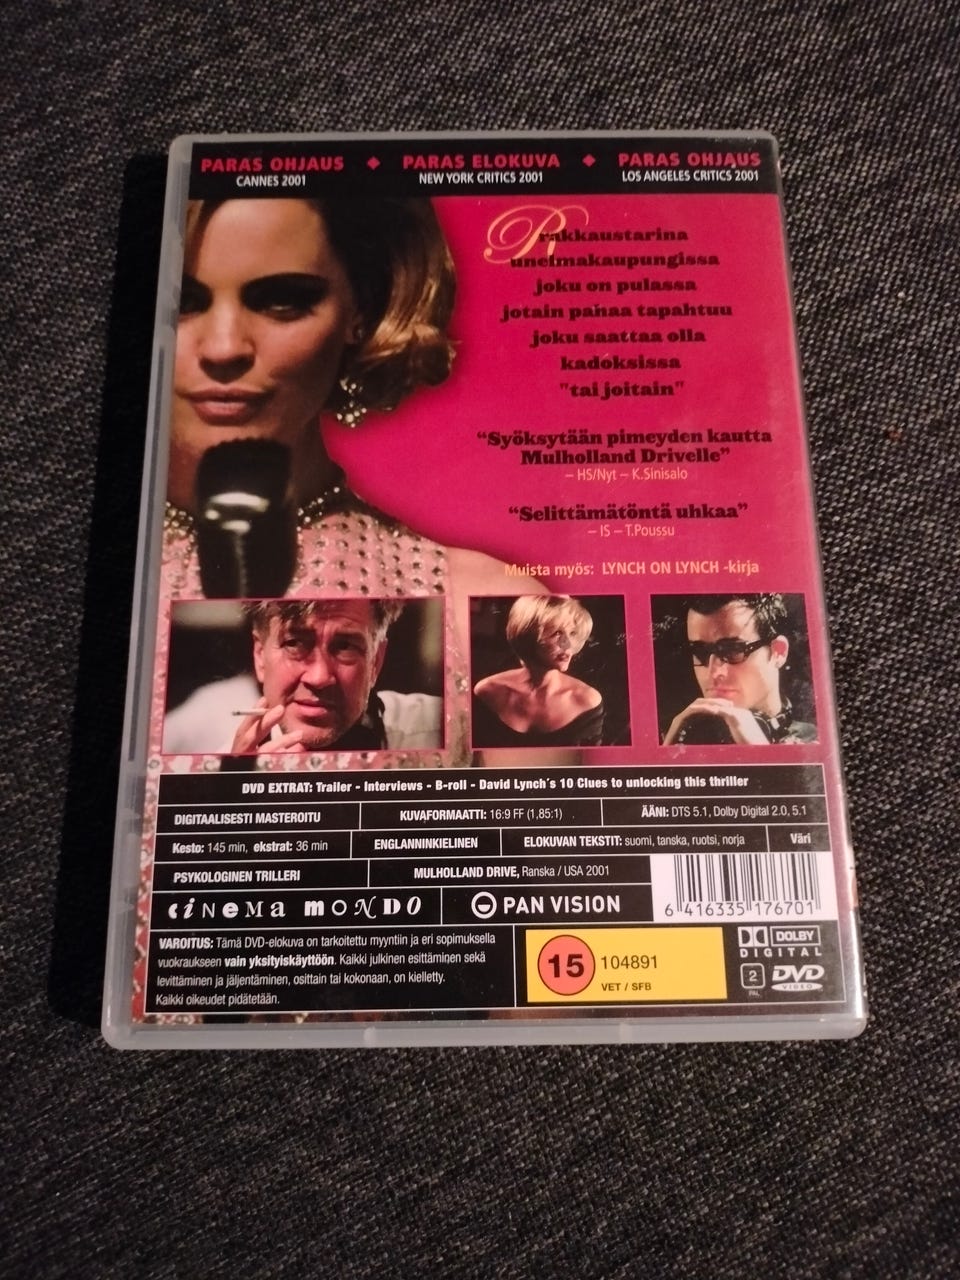 PARAS OHJAUS ◆ PARAS ELOKUVA ◆ PARAS OHJAUS
CANNES 2001 NEW YORK CRITICS 2001 LOS ANGELES CRITICS 2001
Rakkaustarina
unelmakaupungissa
joku on pulassa
jotain pahaa tapahtuu
joku saattaa olla
kadoksissa
"tai joitain"
“Syöksytään pimeyden kautta
Mulholland Drivelle”
– HS/Nyt – K.Sinisalo
“Selittämätöntä uhkaa”
– IS – T.Poussu
Muista myös: LYNCH ON LYNCH -kirja
DVD EXTRAT: Trailer - Interviews - B-roll - David Lynch´s 10 Clues to unlocking this thriller
DIGITAALISESTI MASTEROITU KUVAFORMAATTI: 16:9 FF (1,85:1) ÄÄNI: DTS 5.1, Dolby Digital 2.0, 5.1
Kesto: 145 min, ekstrat: 36 min ENGLANNINKIELINEN ELOKUVAN TEKSTIT: suomi, tanska, ruotsi, norja Väri
PSYKOLOGINEN TRILLERI MULHOLLAND DRIVE, Ranska / USA 2001
CiNeMa MONDO PAN VISION 6 416335 176701
VAROITUS: Tämä DVD-elokuva on tarkoitettu myyntiin ja eri sopimuksella
vuokraukseen vain yksityiskäyttöön. Kaikki julkinen esittäminen sekä
levittäminen ja jäljentäminen, osittain tai kokonaan, on kielletty.
Kaikki oikeudet pidätetään.
15 104891
VET / SFB
DOLBY
DIGITAL
2
PAL
DVD
VIDEO